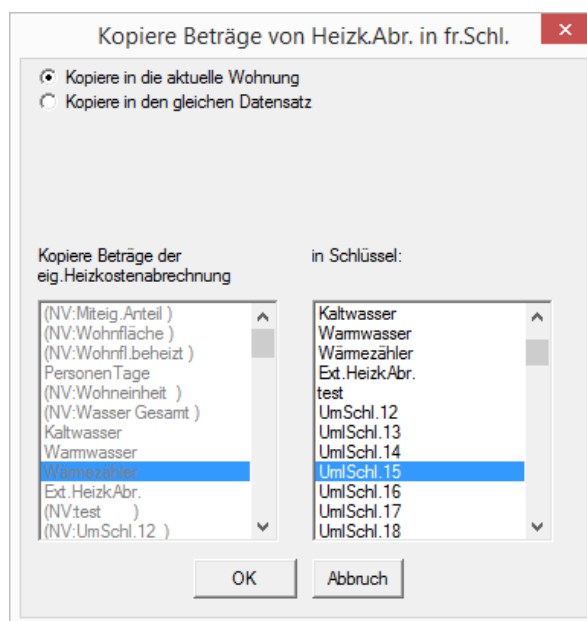 Kopiere Beträge von Heizk.Abr. in fr.Schl.
Kopiere in die aktuelle Wohnung
Kopiere in den gleichen Datensatz
Kopiere Beträge der
eig.Heizkostenabrechnung
(NV:Miteig.Anteil )
(NV:Wohnfläche )
(NV:Wohnfl.beheizt )
PersonenTage
(NV:Wohneinheit )
(NV:Wasser Gesamt )
Kaltwasser
Warmwasser
Wärmezähler
Ext.HeizkAbr.
(NV:test )
(NV:UmSchl.12 )
in Schlüssel:
Kaltwasser
Warmwasser
Wärmezähler
Ext.HeizkAbr.
test
UmSchl.12
UmlSchl.13
UmlSchl.14
UmlSchl.15
UmlSchl.16
UmlSchl.17
UmlSchl.18
OK
Abbruch